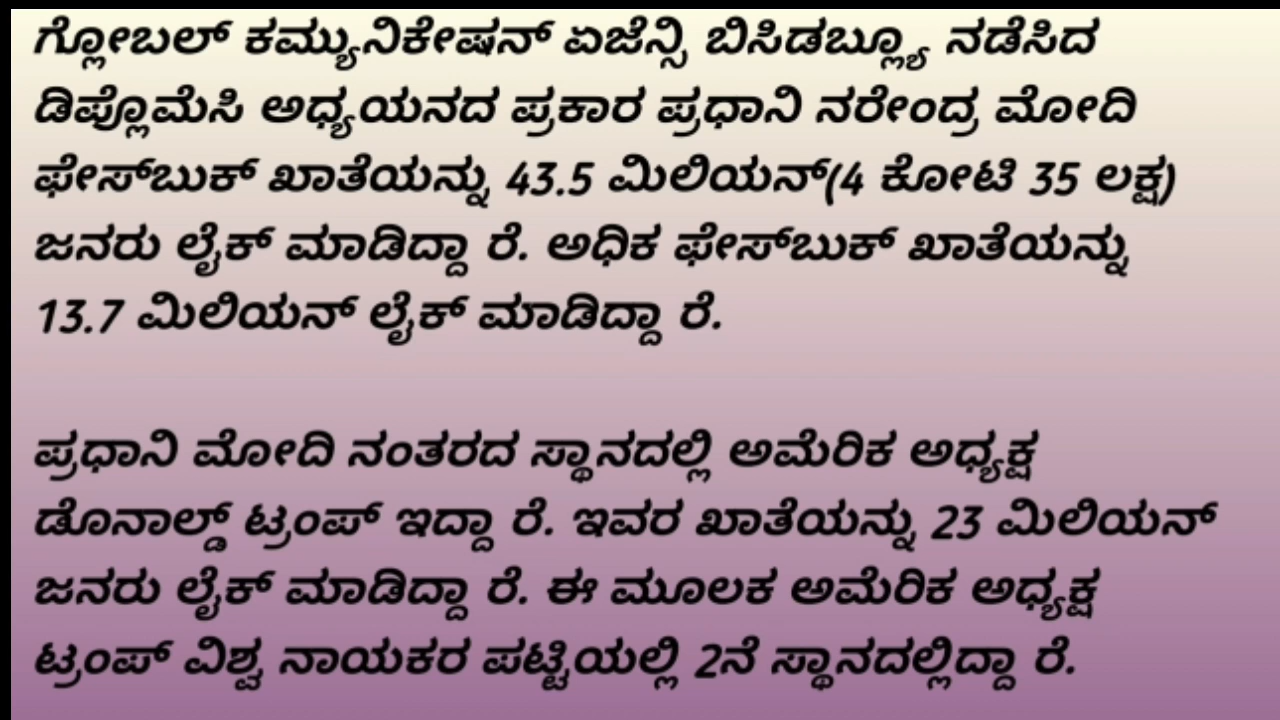 ಗ್ಲೋಬಲ್ ಕಮ್ಯುನಿಕೇಷನ್ ಏಜೆನ್ಸಿ ಬಿಸಿಡಬ್ಲ್ಯೂ ನಡೆಸಿದ
ಡಿಪ್ಲೊಮೆಸಿ ಅಧ್ಯಯನದ ಪ್ರಕಾರ ಪ್ರಧಾನಿ ನರೇಂದ್ರ ಮೋದಿ
ಫೇಸ್‌ಬುಕ್ ಖಾತೆಯನ್ನು 43.5 ಮಿಲಿಯನ್(4 ಕೋಟಿ 35 ಲಕ್ಷ)
ಜನರು ಲೈಕ್ ಮಾಡಿದ್ದಾ ರೆ. ಅಧಿಕ ಫೇಸ್‌ಬುಕ್ ಖಾತೆಯನ್ನು
13.7 ಮಿಲಿಯನ್ ಲೈಕ್ ಮಾಡಿದ್ದಾ ರೆ.
ಪ್ರಧಾನಿ ಮೋದಿ ನಂತರದ ಸ್ಥಾನದಲ್ಲಿ ಅಮೆರಿಕ ಅಧ್ಯಕ್ಷ
ಡೊನಾಲ್ಡ್ ಟ್ರಂಪ್ ಇದ್ದಾ ರೆ. ಇವರ ಖಾತೆಯನ್ನು 23 ಮಿಲಿಯನ್
ಜನರು ಲೈಕ್ ಮಾಡಿದ್ದಾ ರೆ. ಈ ಮೂಲಕ ಅಮೆರಿಕ ಅಧ್ಯಕ್ಷ
ಟ್ರಂಪ್ ವಿಶ್ವ ನಾಯಕರ ಪಟ್ಟಿಯಲ್ಲಿ 2ನೆ ಸ್ಥಾನದಲ್ಲಿದ್ದಾ ರೆ.